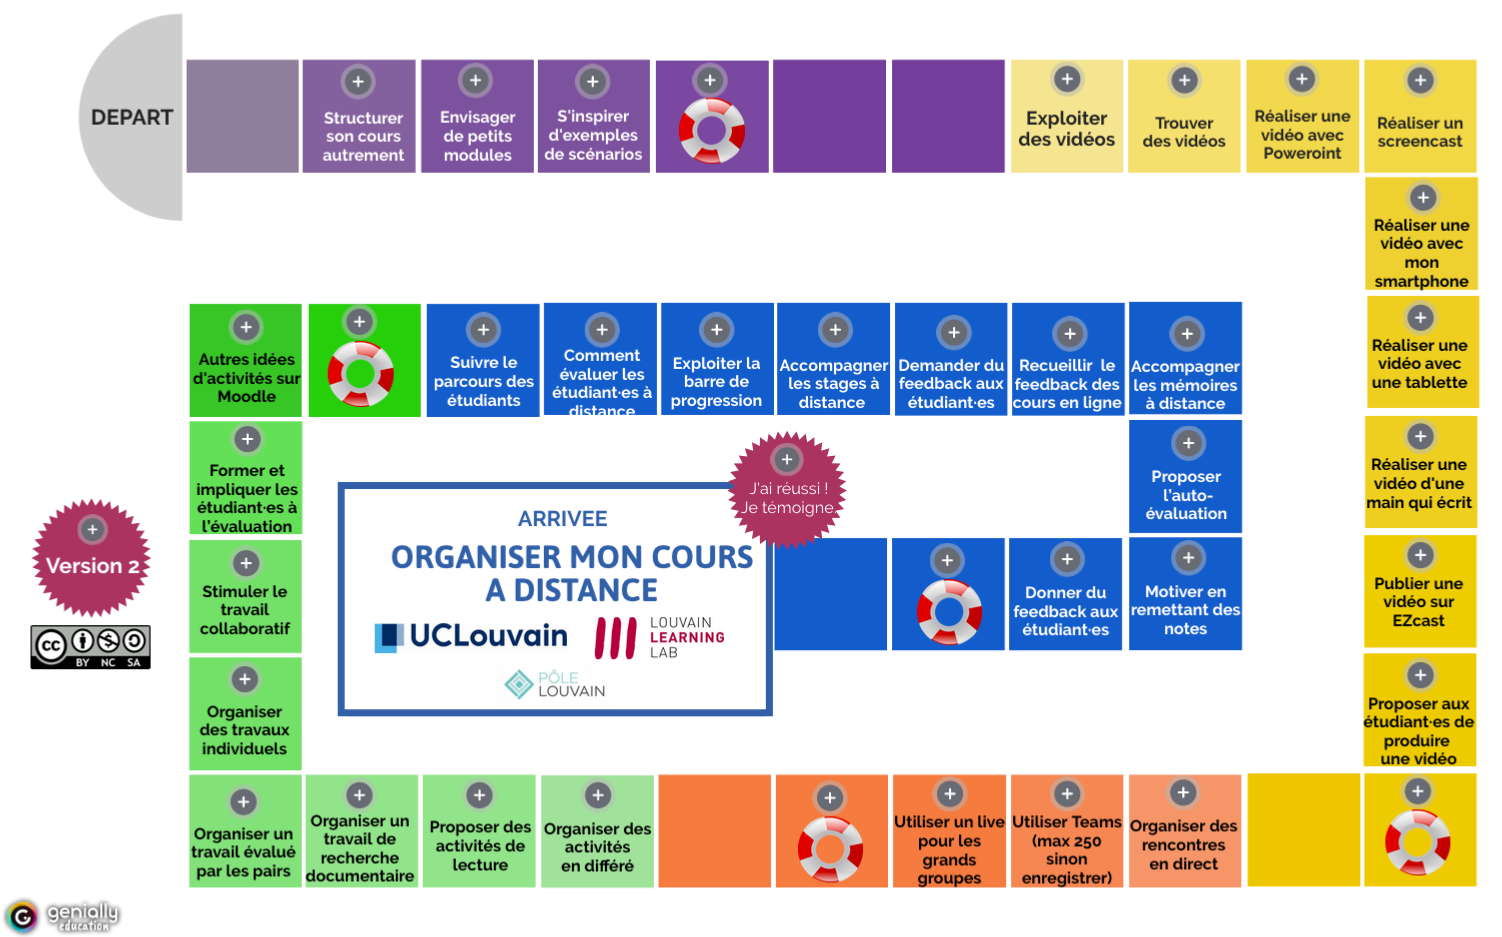 DEPART
Structurer
son cours
autrement
Envisager
de petits
modules
S'inspirer
d'exemples
de scénarios
Exploiter
des vidéos
Trouver
des vidéos
Réaliser une
vidéo avec
Poweroint
Réaliser un
screencast
Réaliser une
vidéo avec
mon
smartphone
Réaliser une
vidéo avec
une tablette
Réaliser une
vidéo d'une
main qui écrit
Publier une
vidéo sur
EZcast
Proposer aux
étudiant·es de
produire
une vidéo
Organiser des
rencontres
en direct
Utiliser Teams
(max 250
sinon
enregistrer)
Utiliser un live
pour les
grands
groupes
Organiser des
activités
en différé
Proposer des
activités de
lecture
Organiser un
travail de
recherche
documentaire
Organiser un
travail évalué
par les pairs
Organiser
des travaux
individuels
Stimuler le
travail
collaboratif
Former et
impliquer les
étudiant·es à
l'évaluation
Autres idées
d'activités sur
Moodle
Suivre le
parcours des
étudiants
Comment
évaluer les
étudiant·es à
distance
Exploiter la
barre de
progression
Accompagner
les stages à
distance
Demander du
feedback aux
étudiant·es
Recueillir le
feedback des
cours en ligne
Accompagner
les mémoires
à distance
Proposer
l'auto-
évaluation
Motiver en
remettant des
notes
Donner du
feedback aux
étudiant·es
J'ai réussi !
Je témoigne.
ARRIVEE
ORGANISER MON COURS
A DISTANCE
UCLouvain
LOUVAIN
LEARNING
LAB
PÔLE
LOUVAIN
Version 2
cc
BY NC SA
genially
education